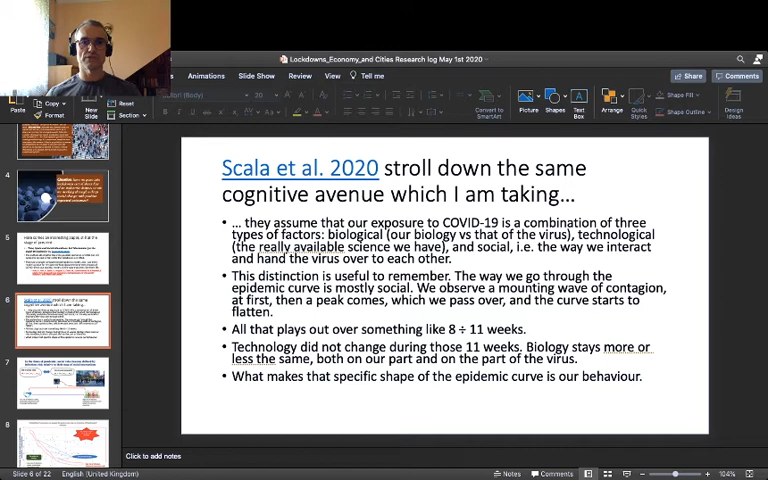 Lockdowns_Economy_and Cities Research log May 1st 2020
Animations Slide Show Review View Tell me
Share Comments
Paste
Copy
Format
New
Slide
Reset
Section
20
Convert to
SmartArt
Picture
Shapes
Text
Box
Arrange
Quick
Styles
Shape Fill
Shape Outline
Design
Ideas
4
5
6
7
8
Scala et al. 2020 stroll down the same
cognitive avenue which I am taking…
• … they assume that our exposure to COVID-19 is a combination of three
types of factors: biological (our biology vs that of the virus), technological
(the really available science we have), and social, i.e. the way we interact
and hand the virus over to each other.
• This distinction is useful to remember. The way we go through the
epidemic curve is mostly social. We observe a mounting wave of contagion,
at first, then a peak comes, which we pass over, and the curve starts to
flatten.
• All that plays out over something like 8 ÷ 11 weeks.
• Technology did not change during those 11 weeks. Biology stays more or
less the same, both on our part and on the part of the virus.
• What makes that specific shape of the epidemic curve is our behaviour.
Click to add notes
Slide 6 of 22 English (United Kingdom)
Notes Comments 104%